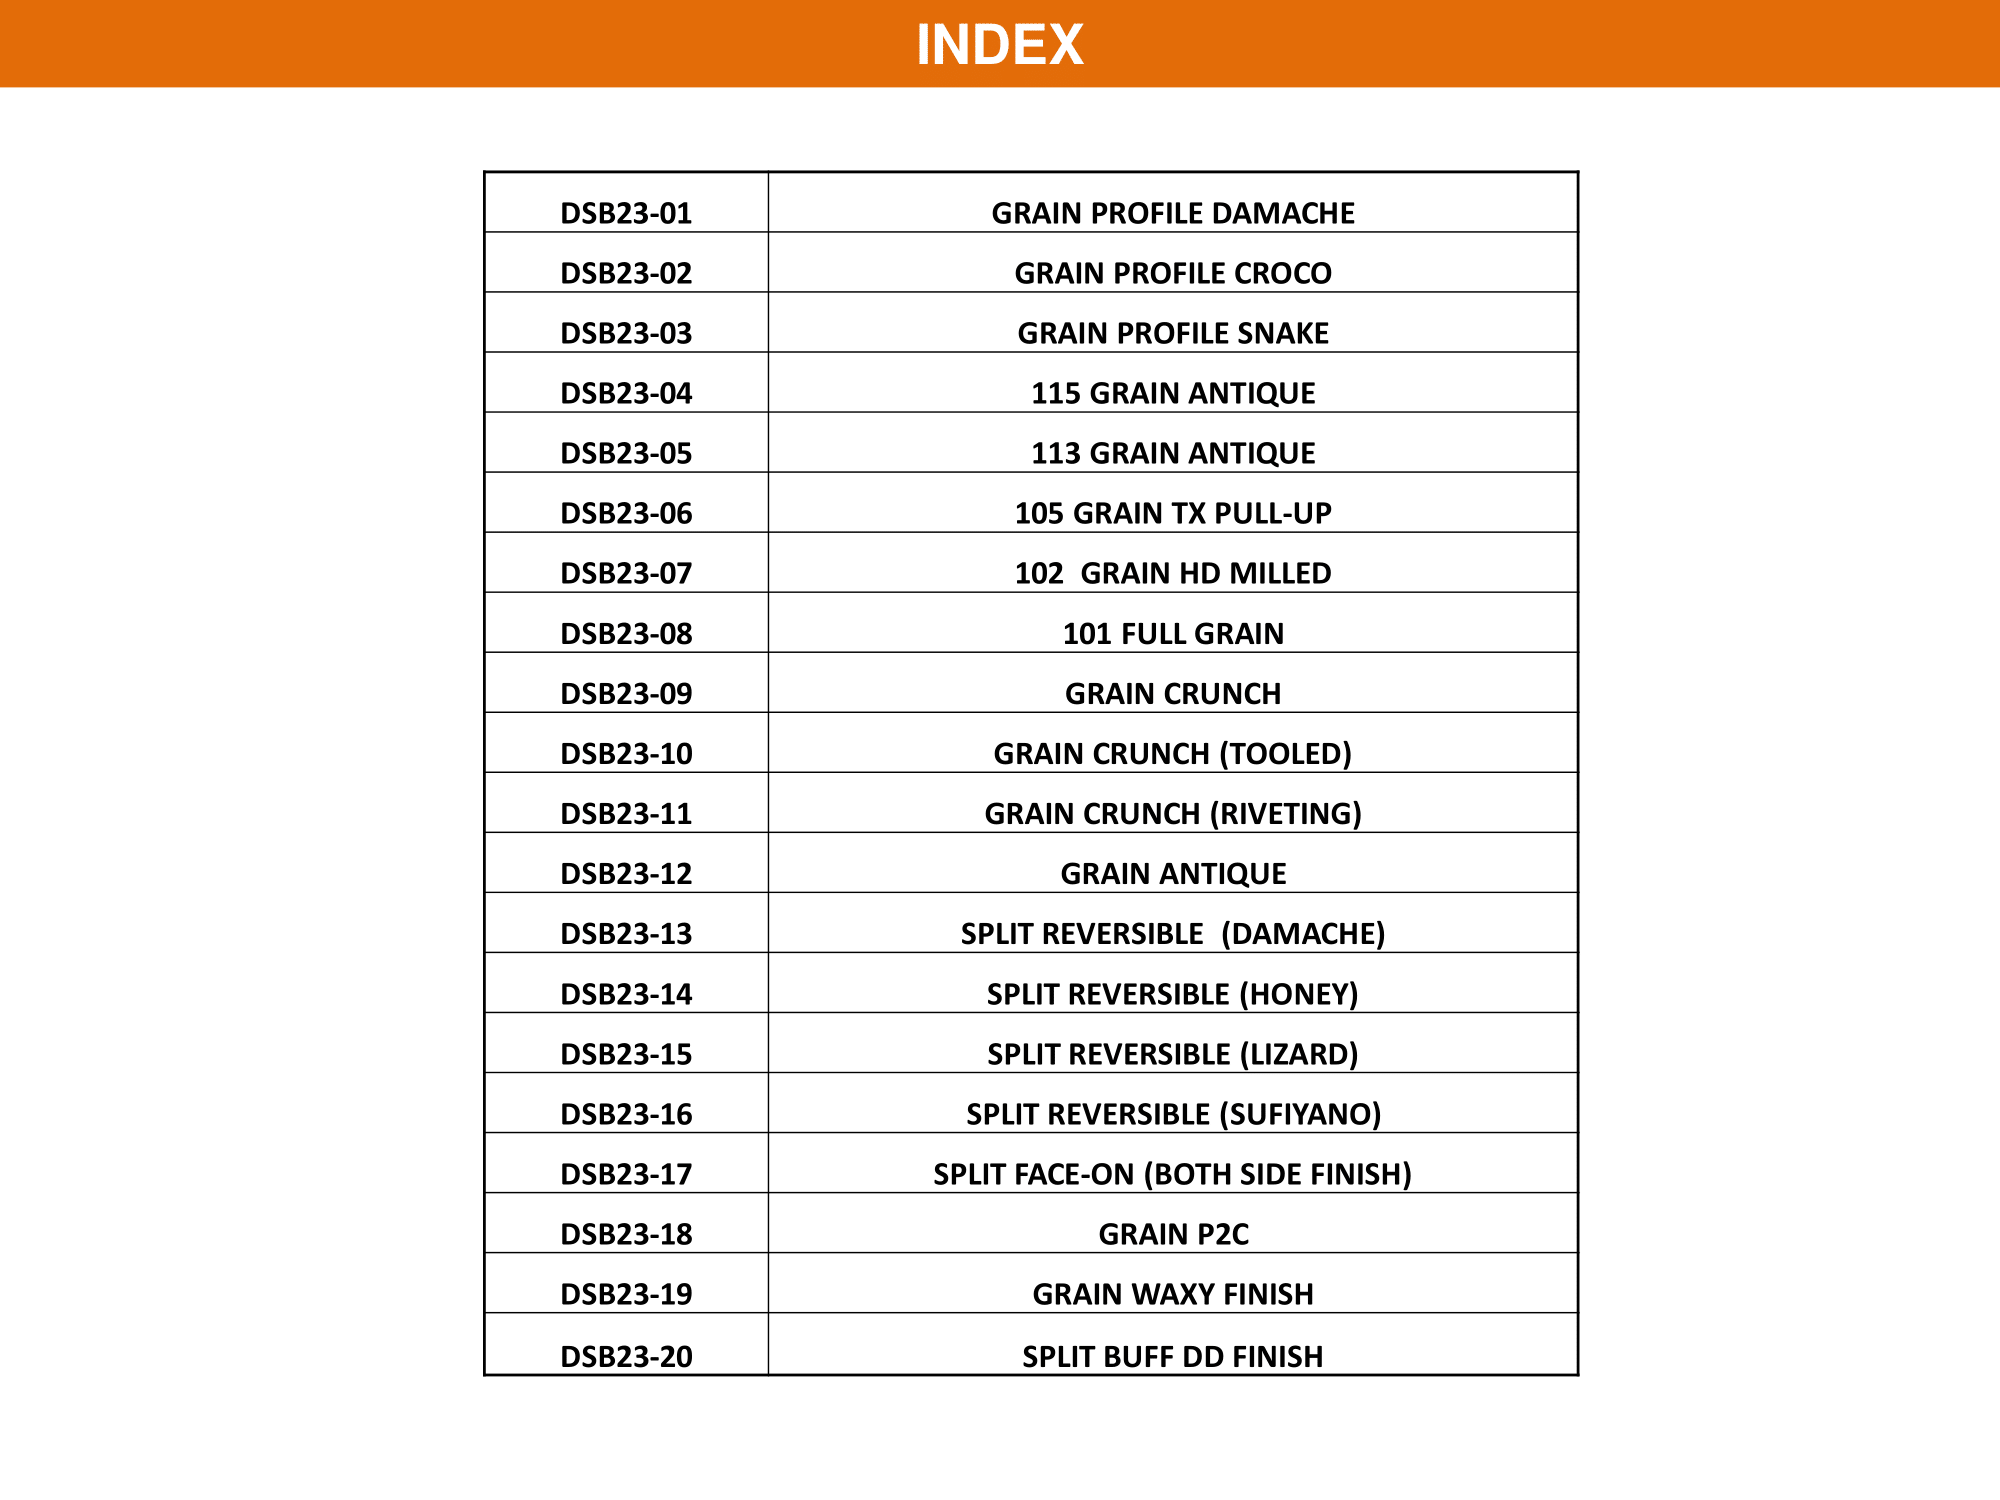 INDEX
DSB23-01 GRAIN PROFILE DAMACHE
DSB23-02 GRAIN PROFILE CROCO
DSB23-03 GRAIN PROFILE SNAKE
DSB23-04 115 GRAIN ANTIQUE
DSB23-05 113 GRAIN ANTIQUE
DSB23-06 105 GRAIN TX PULL-UP
DSB23-07 102  GRAIN HD MILLED
DSB23-08 101 FULL GRAIN
DSB23-09 GRAIN CRUNCH
DSB23-10 GRAIN CRUNCH (TOOLED)
DSB23-11 GRAIN CRUNCH (RIVETING)
DSB23-12 GRAIN ANTIQUE
DSB23-13 SPLIT REVERSIBLE  (DAMACHE)
DSB23-14 SPLIT REVERSIBLE (HONEY)
DSB23-15 SPLIT REVERSIBLE (LIZARD)
DSB23-16 SPLIT REVERSIBLE (SUFIYANO)
DSB23-17 SPLIT FACE-ON (BOTH SIDE FINISH)
DSB23-18 GRAIN P2C
DSB23-19 GRAIN WAXY FINISH
DSB23-20 SPLIT BUFF DD FINISH